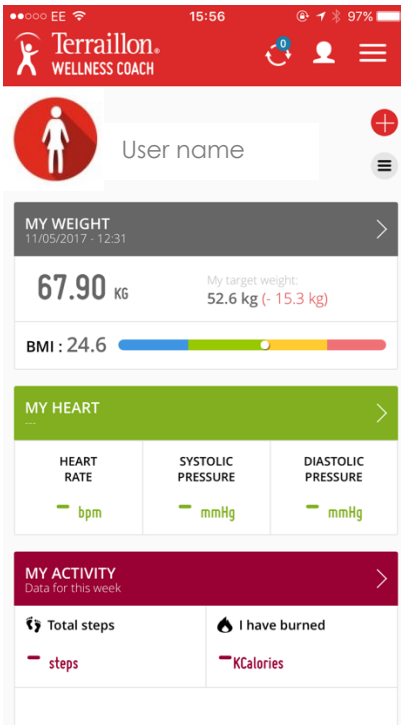 ●●○○○ EE 15:56 97%
Terraillon®
WELLNESS COACH
0
User name
MY WEIGHT
11/05/2017 - 12:31
67.90 KG
My target weight:
52.6 kg (- 15.3 kg)
BMI : 24.6
MY HEART
---
HEART RATE
SYSTOLIC PRESSURE
DIASTOLIC PRESSURE
- bpm
- mmHg
- mmHg
MY ACTIVITY
Data for this week
Total steps
I have burned
- steps
-KCalories